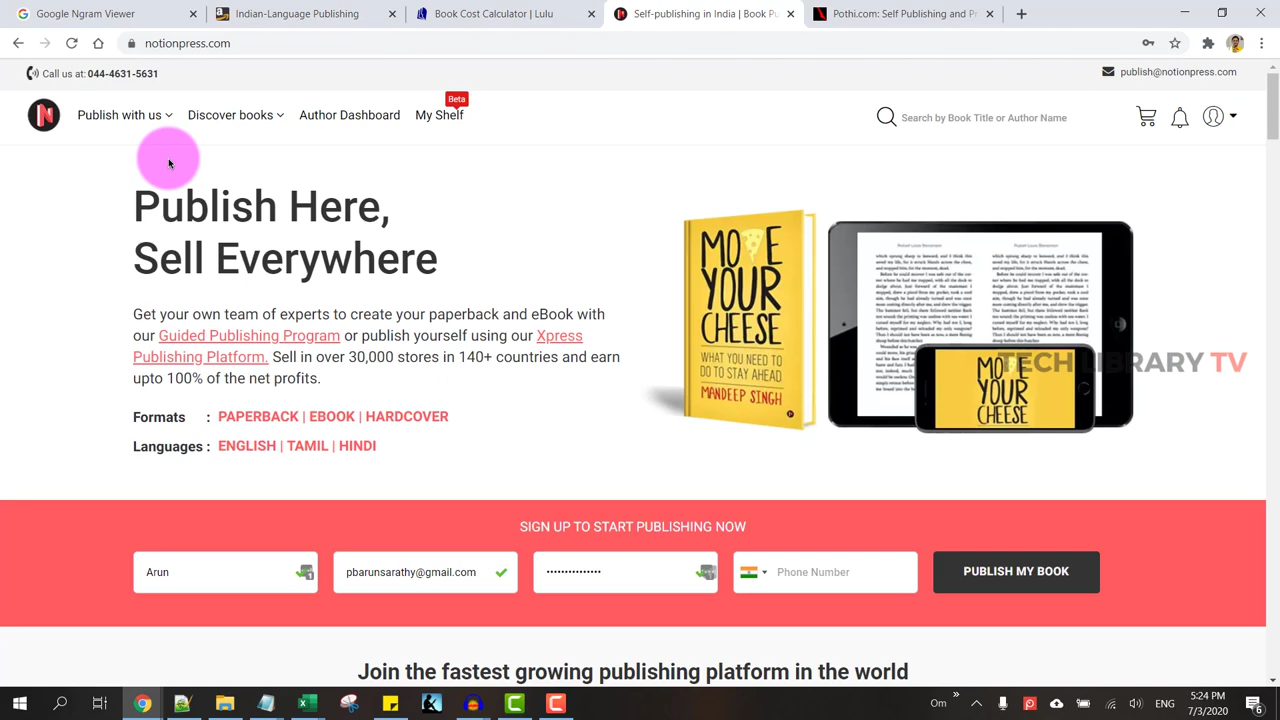 Google Ngram Viewer
Indian-Language Publishing
Book Cost Calculator | Lulu
Self-publishing in India | Book Pu
Pothi.com: Self Publishing and Pr
notionpress.com
Call us at: 044-4631-5631
publish@notionpress.com
N
Publish with us
Discover books
Author Dashboard
My Shelf
Beta
Search by Book Title or Author Name
Publish Here,
Sell Everywhere
Get your own team of experts to create your paperback and eBook with
our Guided Publishing publish yourself using our Xpress
Publishing Platform. Sell in over 30,000 stores in 140+ countries and earn
upto 100% of the net profits.
Formats : PAPERBACK | EBOOK | HARDCOVER
Languages : ENGLISH | TAMIL | HINDI
MOVE
YOUR
CHEESE
WHAT YOU NEED
TO DO TO STAY AHEAD
MANDEEP SINGH
MOVE
YOUR
CHEESE
TECH LIBRARY TV
SIGN UP TO START PUBLISHING NOW
Arun
pbarunsarathy@gmail.com
••••••••••••••
Phone Number
PUBLISH MY BOOK
Join the fastest growing publishing platform in the world
Om
ENG
5:24 PM
7/3/2020
6